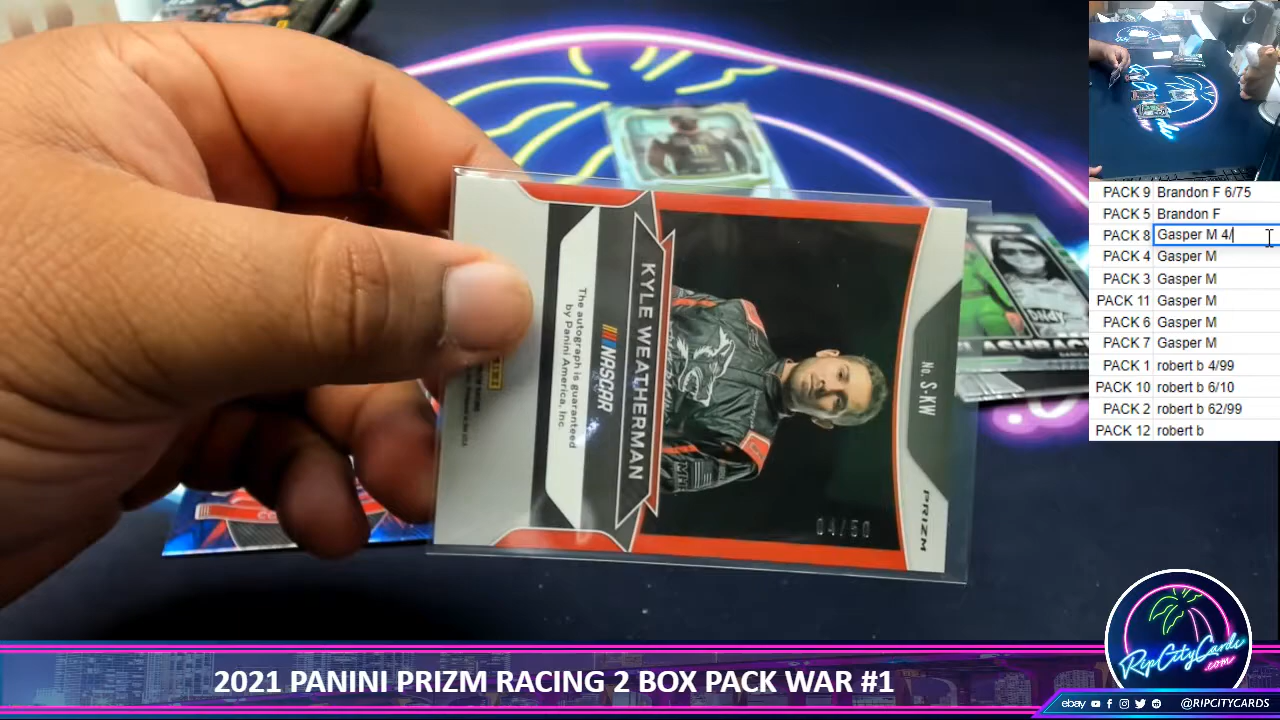 PACK 9 Brandon F 6/75
PACK 5 Brandon F
PACK 8 Gasper M 4/
PACK 4 Gasper M
PACK 3 Gasper M
PACK 11 Gasper M
PACK 6 Gasper M
PACK 7 Gasper M
PACK 1 robert b 4/99
PACK 10 robert b 6/10
PACK 2 robert b 62/99
PACK 12 robert b
No. S-KW
PRIZM
04/50
KYLE WEATHERMAN
NASCAR
The autograph is guaranteed
by Panini America, Inc.
RipCityCards
.com
2021 PANINI PRIZM RACING 2 BOX PACK WAR #1
ebay
@RIPCITYCARDS